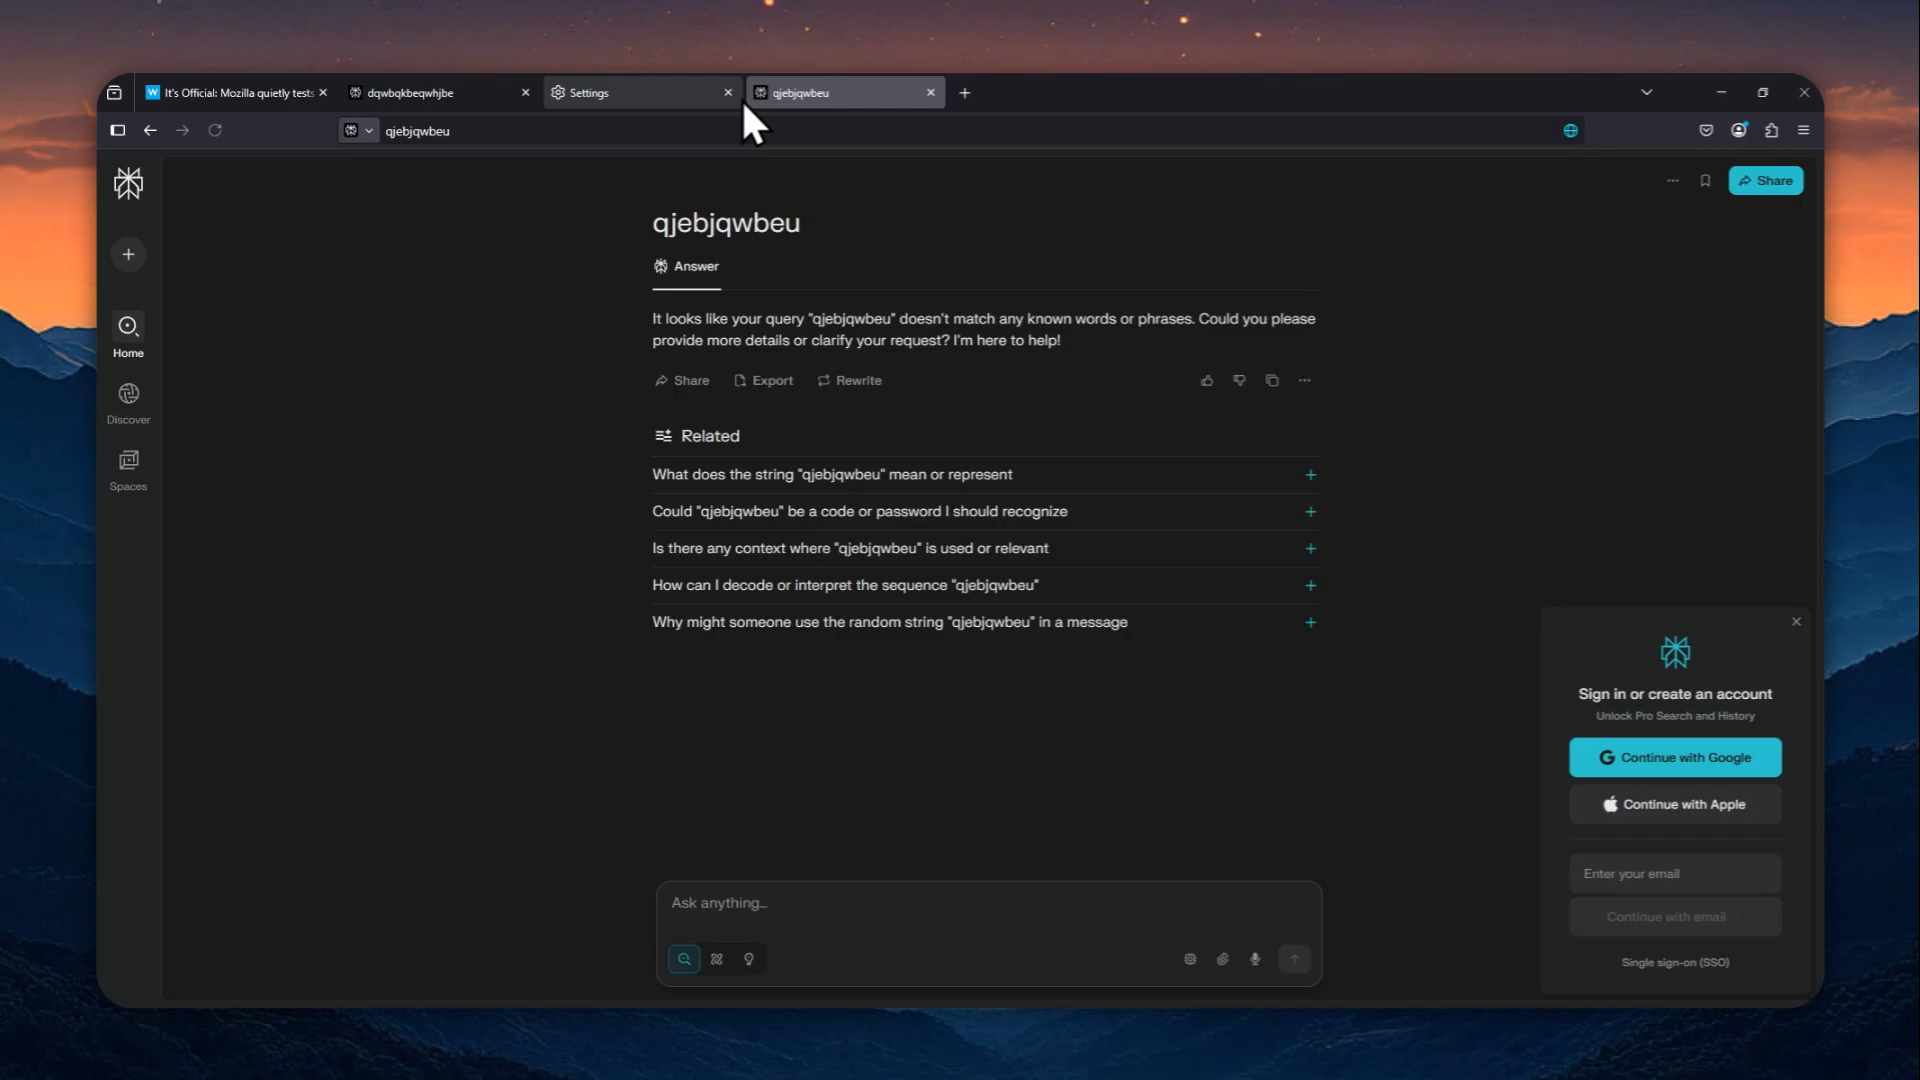 It's Official: Mozilla quietly tests
dqwbqkbeqwhjbe
Settings
qjebjqwbeu
qjebjqwbeu
Share
qjebjqwbeu
Answer
It looks like your query "qjebjqwbeu" doesn't match any known words or phrases. Could you please
provide more details or clarify your request? I'm here to help!
Share
Export
Rewrite
Related
What does the string "qjebjqwbeu" mean or represent
Could "qjebjqwbeu" be a code or password I should recognize
Is there any context where "qjebjqwbeu" is used or relevant
How can I decode or interpret the sequence "qjebjqwbeu"
Why might someone use the random string "qjebjqwbeu" in a message
Home
Discover
Spaces
Sign in or create an account
Unlock Pro Search and History
Continue with Google
Continue with Apple
Enter your email
Continue with email
Single sign-on (SSO)
Ask anything...